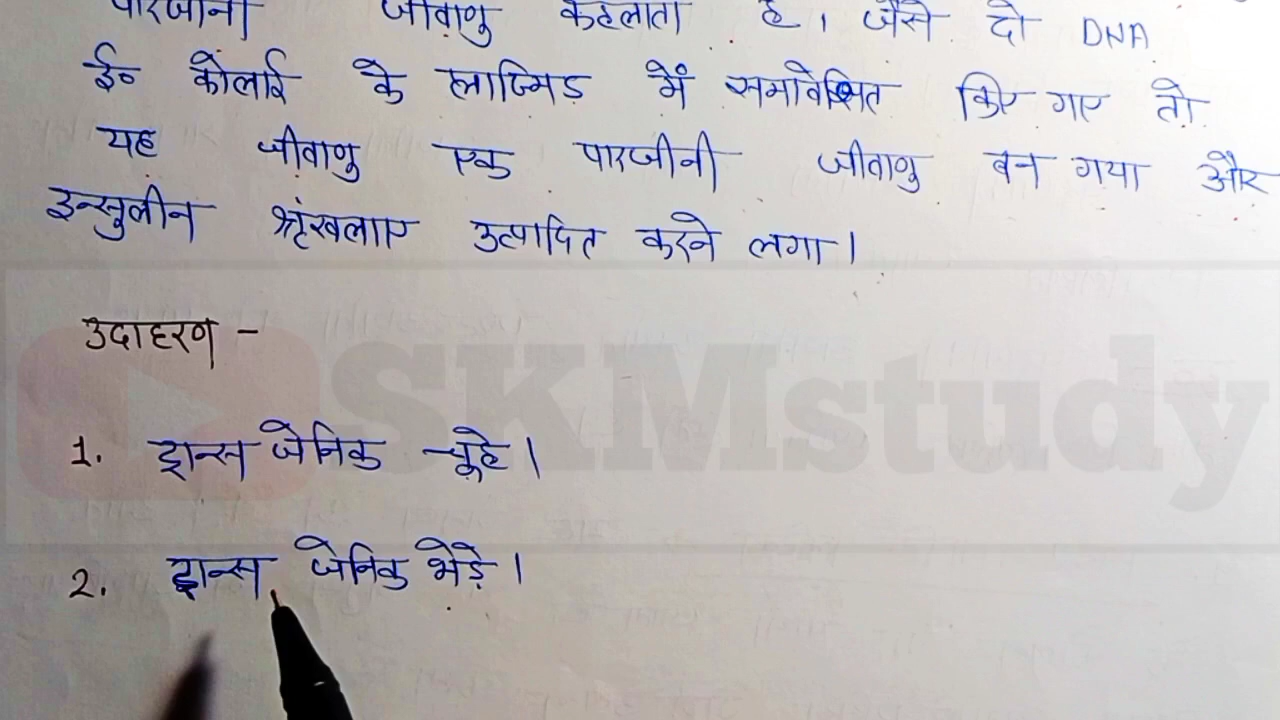 पारजीनी जीवाणु कहलाता है। जैसे दो DNA
ई० कोलाई के प्लाज्मिड में समावेशित किए गए तो
यह जीवाणु एक पारजीनी जीवाणु बन गया और
इन्सुलीन श्रृंखलाए उत्पादित करने लगा।
उदाहरण -
SKMstudy
1. ट्रान्स जेनिक चूहे।
2. ट्रान्स जेनिक भेड़े।